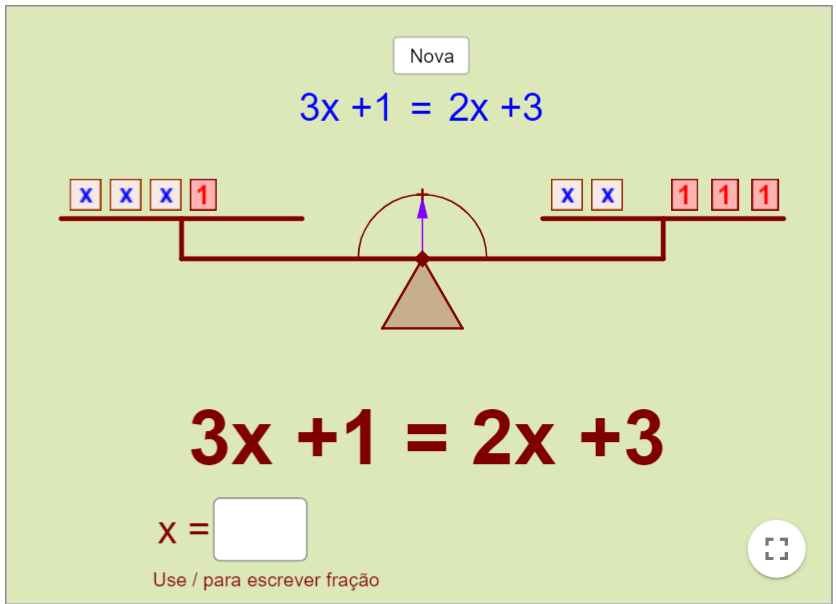 Nova
3x +1 = 2x +3
x x x 1 x x 1 1 1
3x +1 = 2x +3
x =
Use / para escrever fração